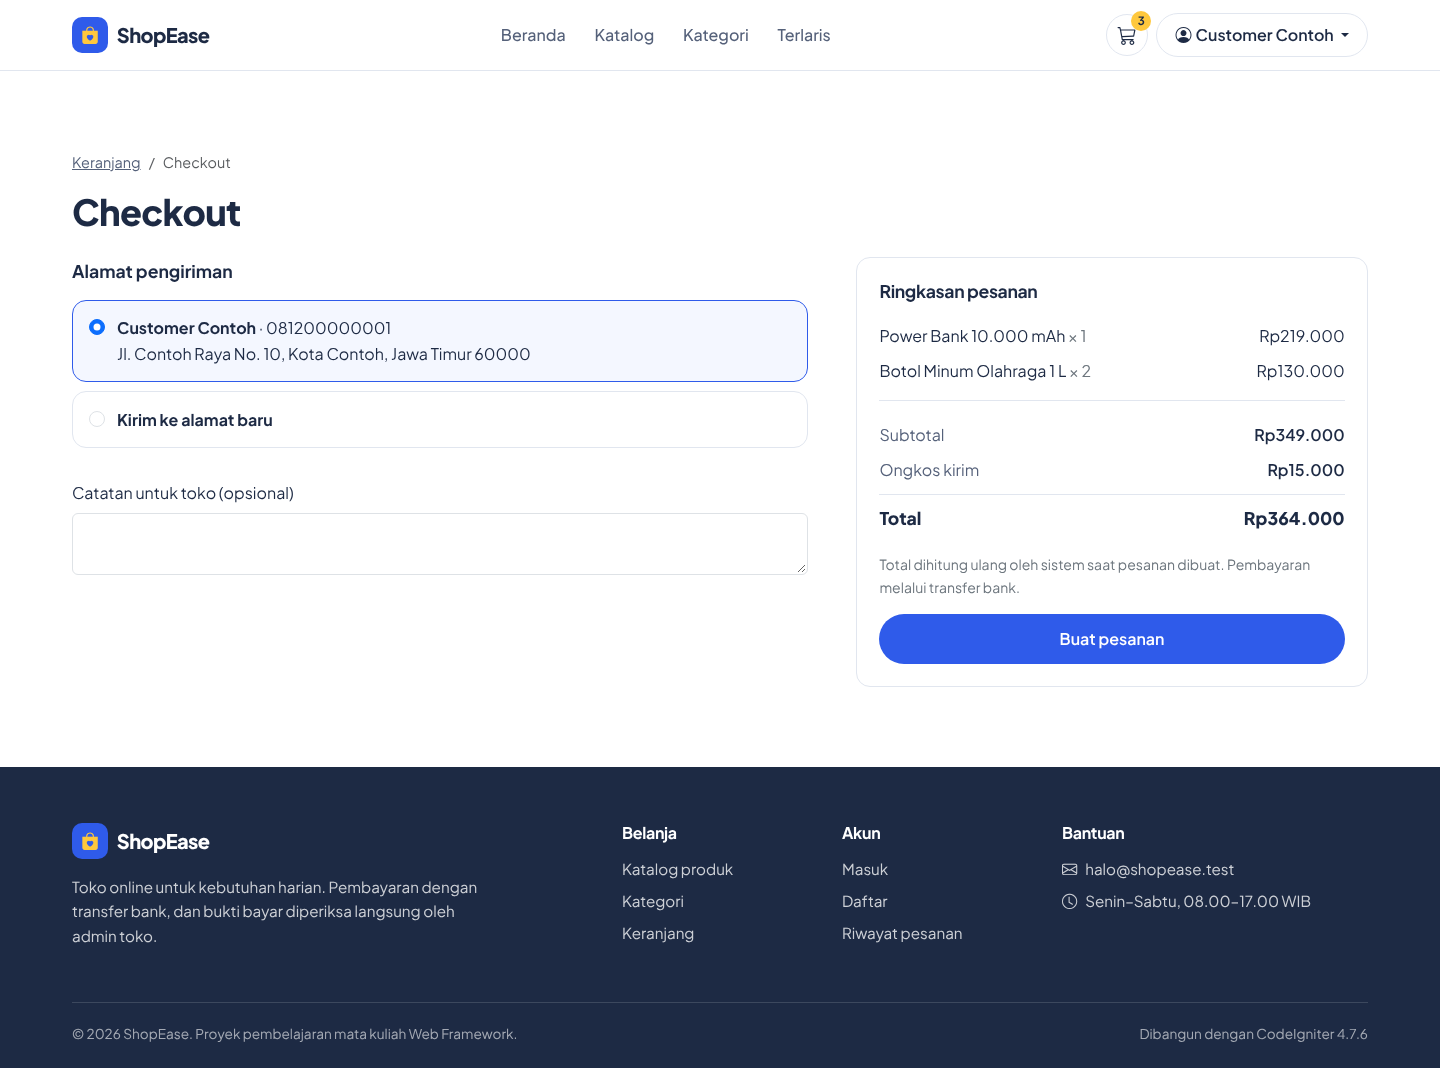 ShopEase
Beranda Katalog Kategori Terlaris
3
Customer Contoh
Keranjang / Checkout
Checkout
Alamat pengiriman
Customer Contoh · 081200000001
Jl. Contoh Raya No. 10, Kota Contoh, Jawa Timur 60000
Kirim ke alamat baru
Catatan untuk toko (opsional)
Ringkasan pesanan
Power Bank 10.000 mAh × 1 Rp219.000
Botol Minum Olahraga 1 L × 2 Rp130.000
Subtotal Rp349.000
Ongkos kirim Rp15.000
Total Rp364.000
Total dihitung ulang oleh sistem saat pesanan dibuat. Pembayaran
melalui transfer bank.
Buat pesanan
ShopEase
Toko online untuk kebutuhan harian. Pembayaran dengan
transfer bank, dan bukti bayar diperiksa langsung oleh
admin toko.
Belanja
Katalog produk
Kategori
Keranjang
Akun
Masuk
Daftar
Riwayat pesanan
Bantuan
halo@shopease.test
Senin–Sabtu, 08.00–17.00 WIB
© 2026 ShopEase. Proyek pembelajaran mata kuliah Web Framework.
Dibangun dengan CodeIgniter 4.7.6